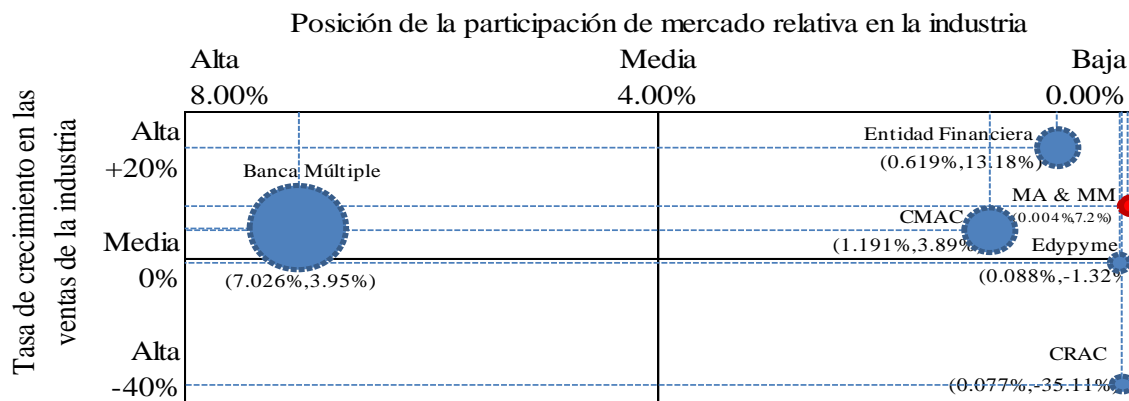 Posición de la participación de mercado relativa en la industria
Alta Media Baja
8.00% 4.00% 0.00%
Tasa de crecimiento en las
ventas de la industria
Alta
+20%
Media
0%
Alta
-40%
Entidad Financiera
(0.619%,13.18%)
Banca Múltiple
(7.026%,3.95%)
MA & MM
(0.004%,7.2%)
CMAC
(1.191%,3.89%
Edypyme
(0.088%,-1.32%
CRAC
(0.077%,-35.11%)